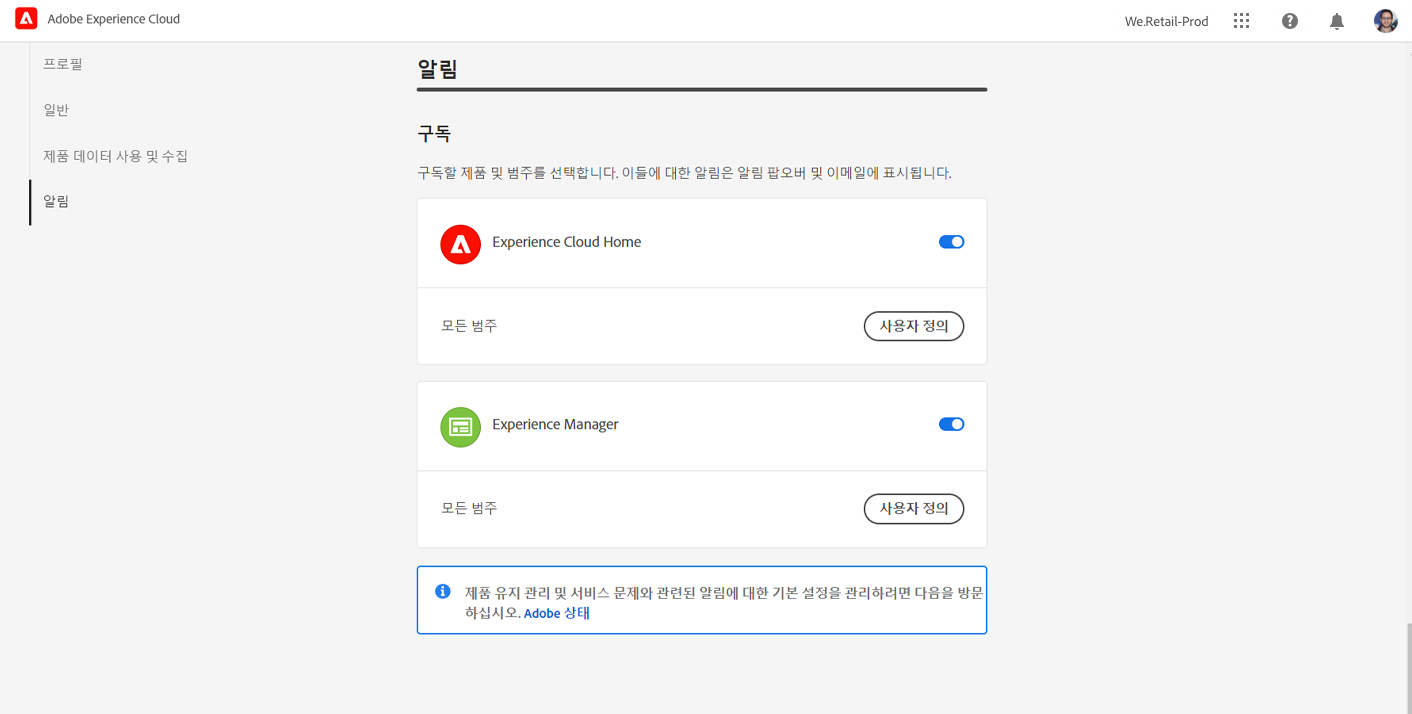 Adobe Experience Cloud
We.Retail-Prod
프로필
일반
제품 데이터 사용 및 수집
알림
알림
구독
구독할 제품 및 범주를 선택합니다. 이들에 대한 알림은 알림 팝오버 및 이메일에 표시됩니다.
Experience Cloud Home
모든 범주
사용자 정의
Experience Manager
모든 범주
사용자 정의
제품 유지 관리 및 서비스 문제와 관련된 알림에 대한 기본 설정을 관리하려면 다음을 방문
하십시오. Adobe 상태